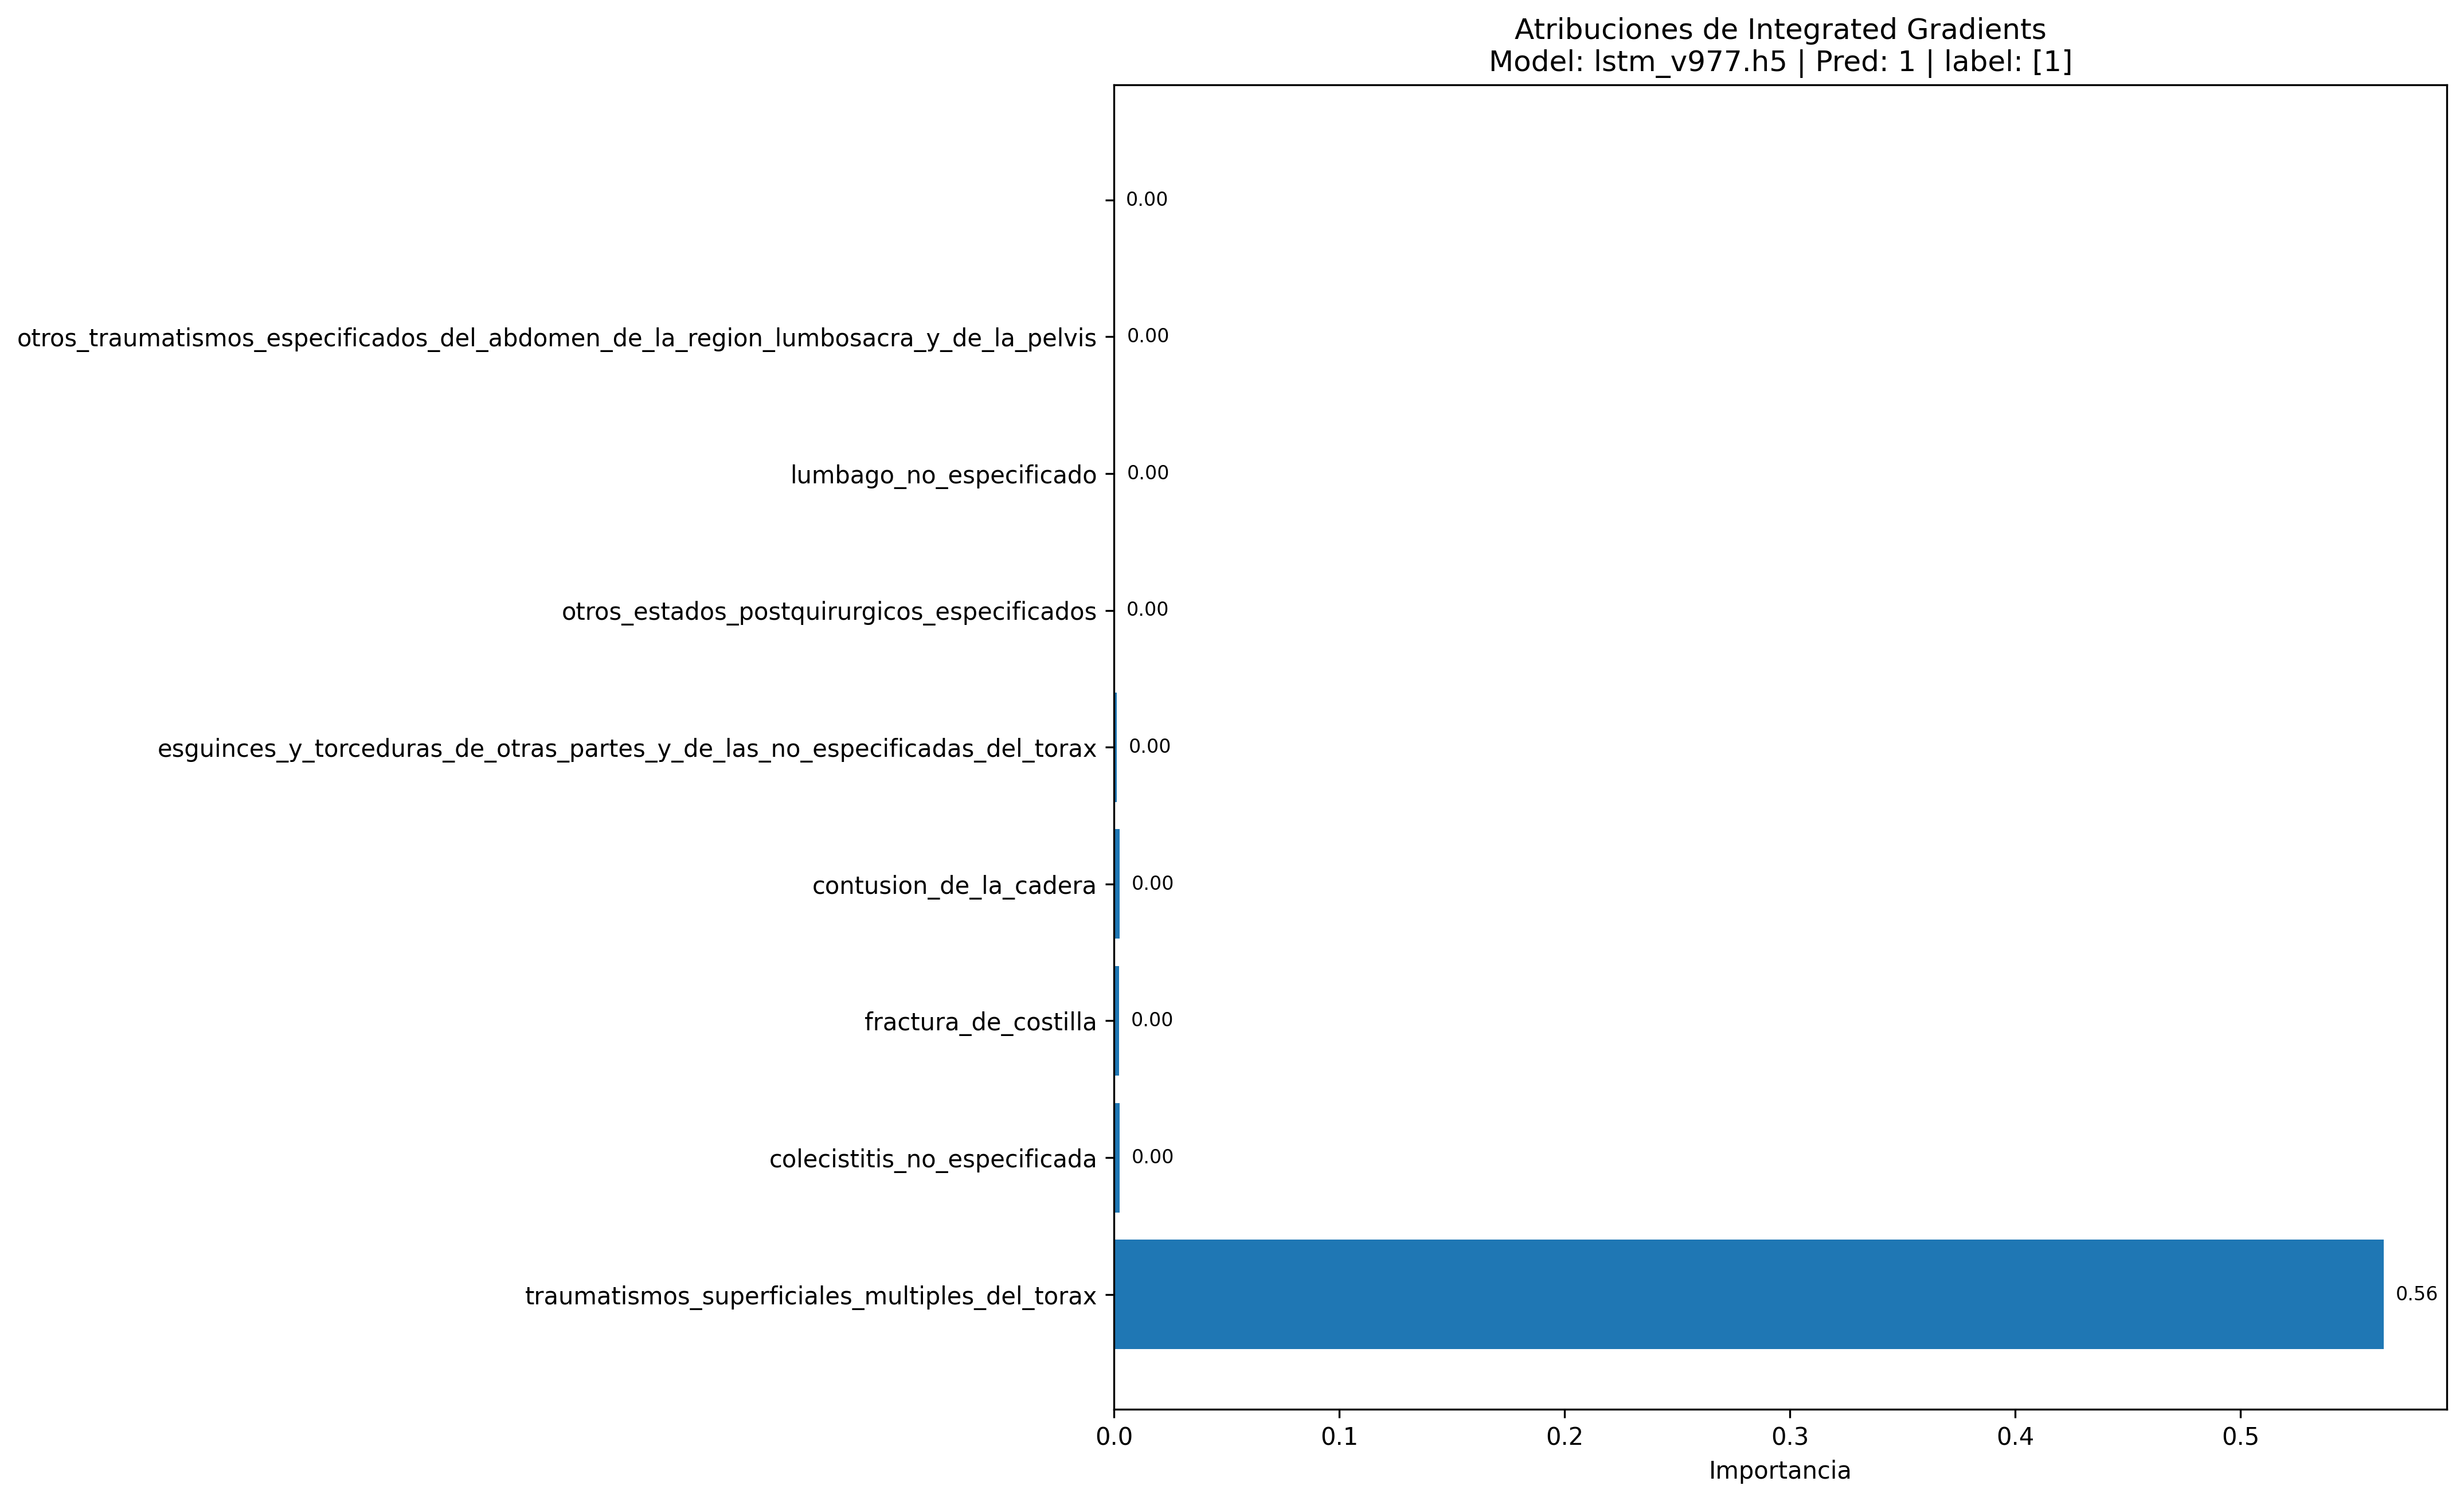 Atribuciones de Integrated Gradients
Model: lstm_v977.h5 | Pred: 1 | label: [1]
0.00
otros_traumatismos_especificados_del_abdomen_de_la_region_lumbosacra_y_de_la_pelvis 0.00
lumbago_no_especificado 0.00
otros_estados_postquirurgicos_especificados 0.00
esguinces_y_torceduras_de_otras_partes_y_de_las_no_especificadas_del_torax 0.00
contusion_de_la_cadera 0.00
fractura_de_costilla 0.00
colecistitis_no_especificada 0.00
traumatismos_superficiales_multiples_del_torax 0.56
0.0 0.1 0.2 0.3 0.4 0.5
Importancia